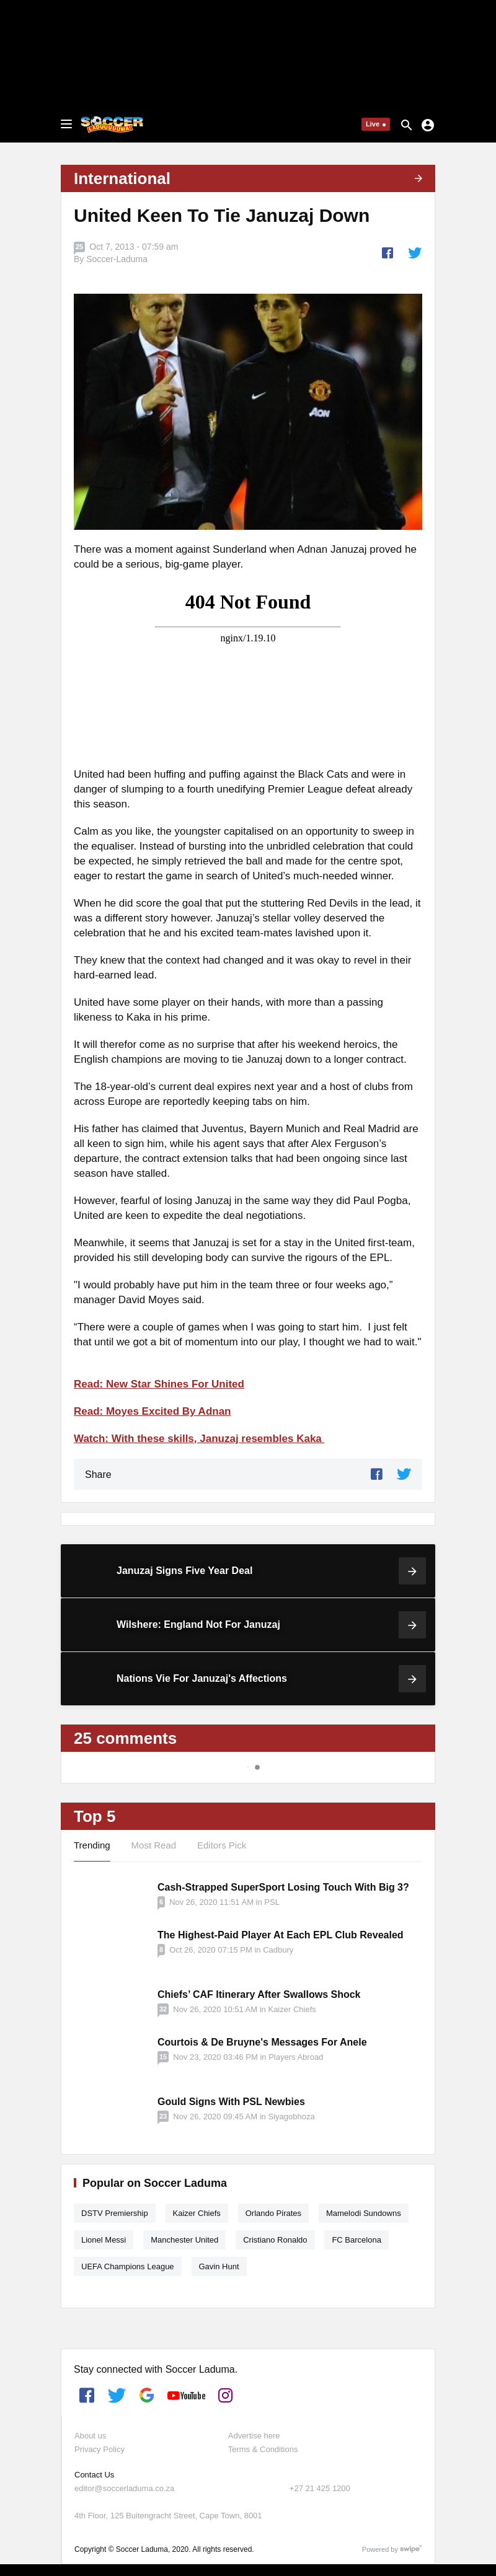 SOCCER
LADUUUUUMA!
Live
International
United Keen To Tie Januzaj Down
25 Oct 7, 2013 - 07:59 am
By Soccer-Laduma
AON
There was a moment against Sunderland when Adnan Januzaj proved he
could be a serious, big-game player.
404 Not Found
nginx/1.19.10
United had been huffing and puffing against the Black Cats and were in
danger of slumping to a fourth unedifying Premier League defeat already
this season.
Calm as you like, the youngster capitalised on an opportunity to sweep in
the equaliser. Instead of bursting into the unbridled celebration that could
be expected, he simply retrieved the ball and made for the centre spot,
eager to restart the game in search of United’s much-needed winner.
When he did score the goal that put the stuttering Red Devils in the lead, it
was a different story however. Januzaj’s stellar volley deserved the
celebration that he and his excited team-mates lavished upon it.
They knew that the context had changed and it was okay to revel in their
hard-earned lead.
United have some player on their hands, with more than a passing
likeness to Kaka in his prime.
It will therefor come as no surprise that after his weekend heroics, the
English champions are moving to tie Januzaj down to a longer contract.
The 18-year-old’s current deal expires next year and a host of clubs from
across Europe are reportedly keeping tabs on him.
His father has claimed that Juventus, Bayern Munich and Real Madrid are
all keen to sign him, while his agent says that after Alex Ferguson’s
departure, the contract extension talks that had been ongoing since last
season have stalled.
However, fearful of losing Januzaj in the same way they did Paul Pogba,
United are keen to expedite the deal negotiations.
Meanwhile, it seems that Januzaj is set for a stay in the United first-team,
provided his still developing body can survive the rigours of the EPL.
"I would probably have put him in the team three or four weeks ago,"
manager David Moyes said.
“There were a couple of games when I was going to start him.  I just felt
that until we got a bit of momentum into our play, I thought we had to wait."
Read: New Star Shines For United
Read: Moyes Excited By Adnan
Watch: With these skills, Januzaj resembles Kaka
Share
Januzaj Signs Five Year Deal
Wilshere: England Not For Januzaj
Nations Vie For Januzaj's Affections
25 comments
Top 5
Trending Most Read Editors Pick
Cash-Strapped SuperSport Losing Touch With Big 3?
6 Nov 26, 2020 11:51 AM in PSL
The Highest-Paid Player At Each EPL Club Revealed
8 Oct 26, 2020 07:15 PM in Cadbury
Chiefs’ CAF Itinerary After Swallows Shock
32 Nov 26, 2020 10:51 AM in Kaizer Chiefs
Courtois & De Bruyne's Messages For Anele
15 Nov 23, 2020 03:46 PM in Players Abroad
Gould Signs With PSL Newbies
23 Nov 26, 2020 09:45 AM in Siyagobhoza
Popular on Soccer Laduma
DSTV Premiership Kaizer Chiefs Orlando Pirates Mamelodi Sundowns
Lionel Messi Manchester United Cristiano Ronaldo FC Barcelona
UEFA Champions League Gavin Hunt
Stay connected with Soccer Laduma.
YouTube
About us Advertise here
Privacy Policy Terms & Conditions
Contact Us
editor@soccerladuma.co.za +27 21 425 1200
4th Floor, 125 Buitengracht Street, Cape Town, 8001
Copyright © Soccer Laduma, 2020. All rights reserved. Powered by swipe